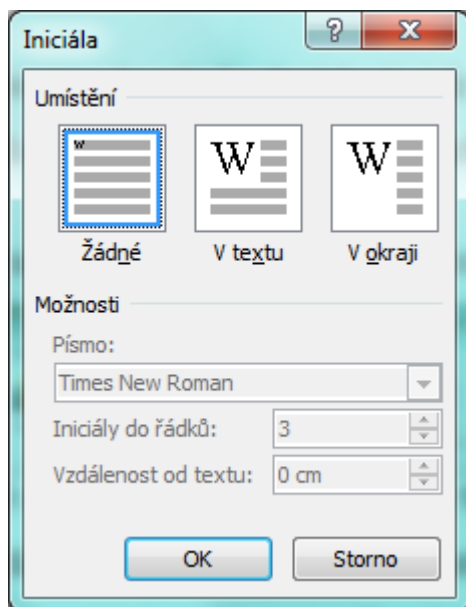 Iniciála
Umístění
W W W
Žádné V textu V okraji
Možnosti
Písmo:
Times New Roman
Iniciály do řádků: 3
Vzdálenost od textu: 0 cm
OK Storno